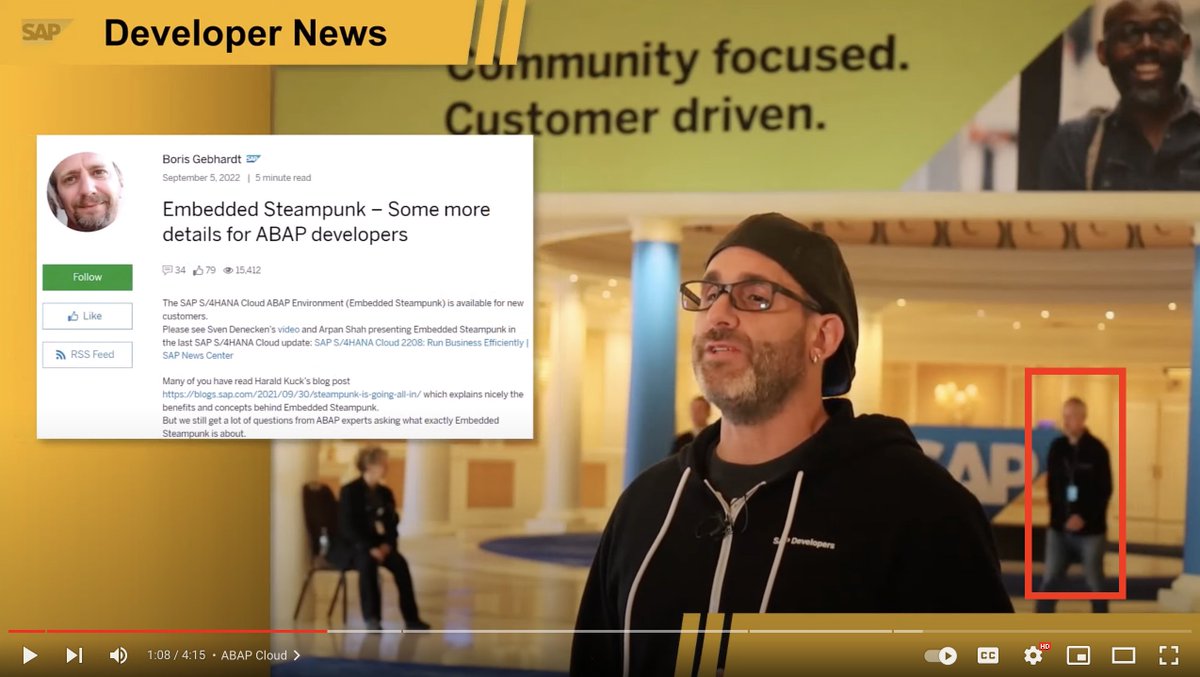 SAP
Developer News
Community focused.
Customer driven.
Boris Gebhardt SAP
September 5, 2022 | 5 minute read
Embedded Steampunk – Some more
details for ABAP developers
34 79 15,412
Follow
Like
RSS Feed
The SAP S/4HANA Cloud ABAP Environment (Embedded Steampunk) is available for new
customers.
Please see Sven Denecken's video and Arpan Shah presenting Embedded Steampunk in
the last SAP S/4HANA Cloud update: SAP S/4HANA Cloud 2208: Run Business Efficiently |
SAP News Center
Many of you have read Harald Kuck's blog post
https://blogs.sap.com/2021/09/30/steampunk-is-going-all-in/ which explains nicely the
benefits and concepts behind Embedded Steampunk.
But we still get a lot of questions from ABAP experts asking what exactly Embedded
Steampunk is about.
SAP
SAP Developers
1:08 / 4:15 • ABAP Cloud >
CC
HD